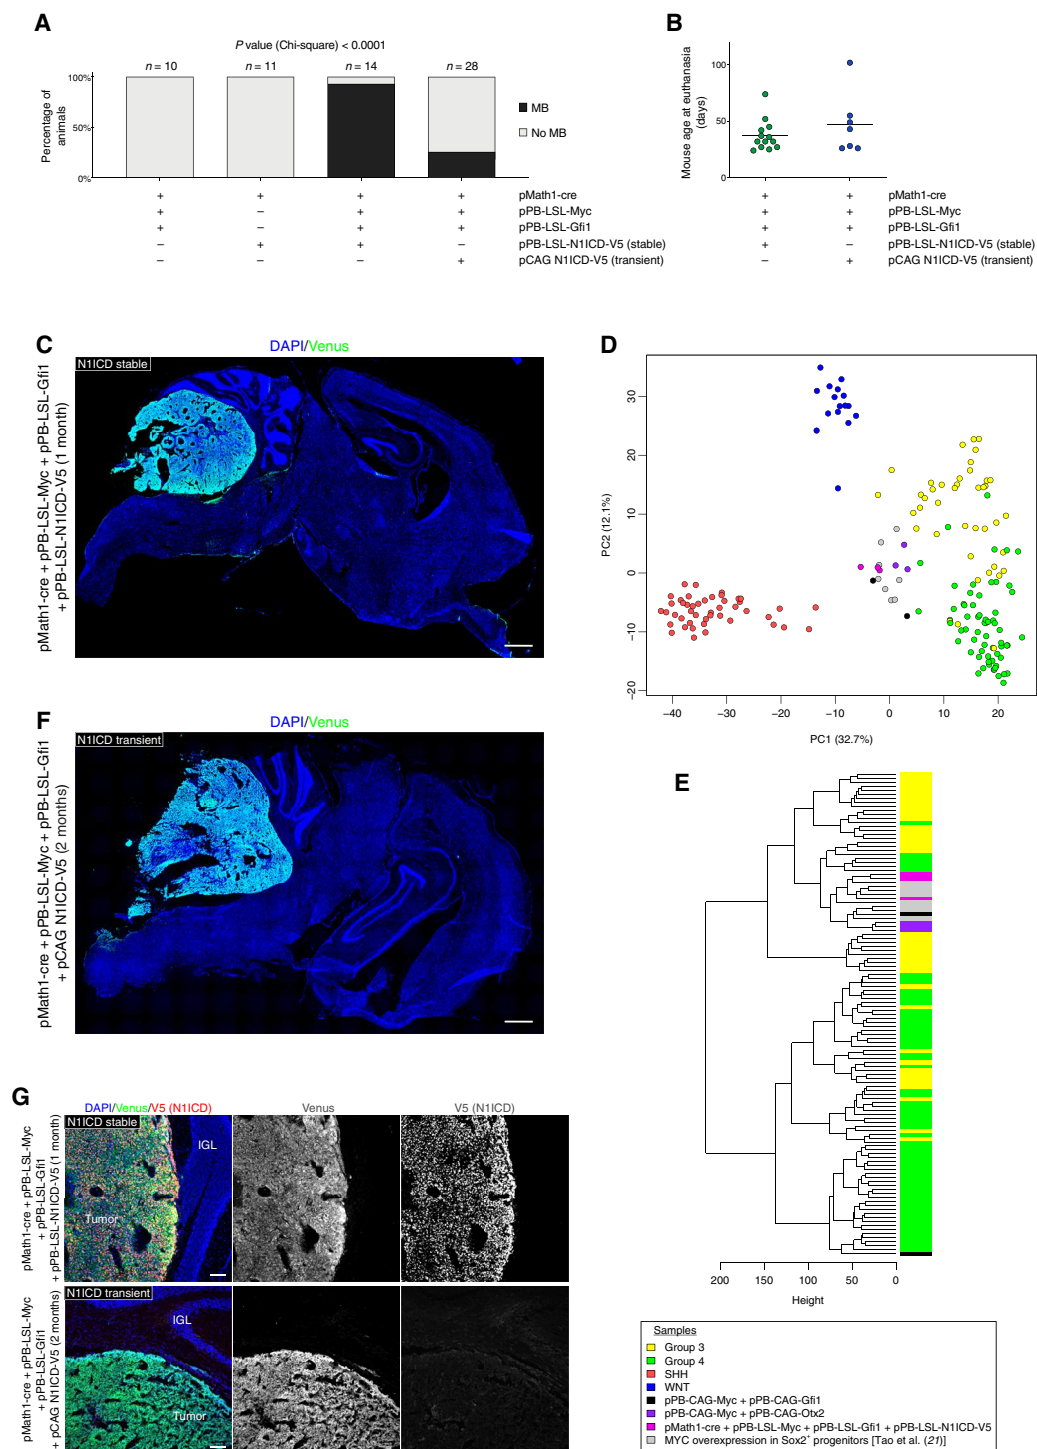 A
P value (Chi-square) < 0.0001
n = 10
n = 11
n = 14
n = 28
Percentage of
animals
100%
50%
0%
MB
No MB
+ + + + pMath1-cre
+ – + + pPB-LSL-Myc
+ – + + pPB-LSL-Gfi1
– + + – pPB-LSL-N1ICD-V5 (stable)
– – – + pCAG N1ICD-V5 (transient)
B
Mouse age at euthanasia
(days)
100
50
0
+ + pMath1-cre
+ + pPB-LSL-Myc
+ + pPB-LSL-Gfi1
+ – pPB-LSL-N1ICD-V5 (stable)
– + pCAG N1ICD-V5 (transient)
C
DAPI/Venus
N1ICD stable
pMath1-cre + pPB-LSL-Myc + pPB-LSL-Gfi1
+ pPB-LSL-N1ICD-V5 (1 month)
D
PC2 (12.1%)
30
20
10
0
−10
−20
−40
−30
−20
−10
0
10
20
PC1 (32.7%)
F
DAPI/Venus
N1ICD transient
pMath1-cre + pPB-LSL-Myc + pPB-LSL-Gfi1
+ pCAG N1ICD-V5 (2 months)
E
200
150
100
50
0
Height
G
DAPI/Venus/V5 (N1ICD)
Venus
V5 (N1ICD)
N1ICD stable
IGL
Tumor
pMath1-cre + pPB-LSL-Myc
+ pPB-LSL-Gfi1
+ pPB-LSL-N1ICD-V5 (1 month)
N1ICD transient
IGL
Tumor
pMath1-cre + pPB-LSL-Myc
+ pPB-LSL-Gfi1
+ pCAG N1ICD-V5 (2 months)
Samples
Group 3
Group 4
SHH
WNT
pPB-CAG-Myc + pPB-CAG-Gfi1
pPB-CAG-Myc + pPB-CAG-Otx2
pMath1-cre + pPB-LSL-Myc + pPB-LSL-Gfi1 + pPB-LSL-N1ICD-V5
MYC overexpression in Sox2⁺ progenitors [Tao et al. (21)]